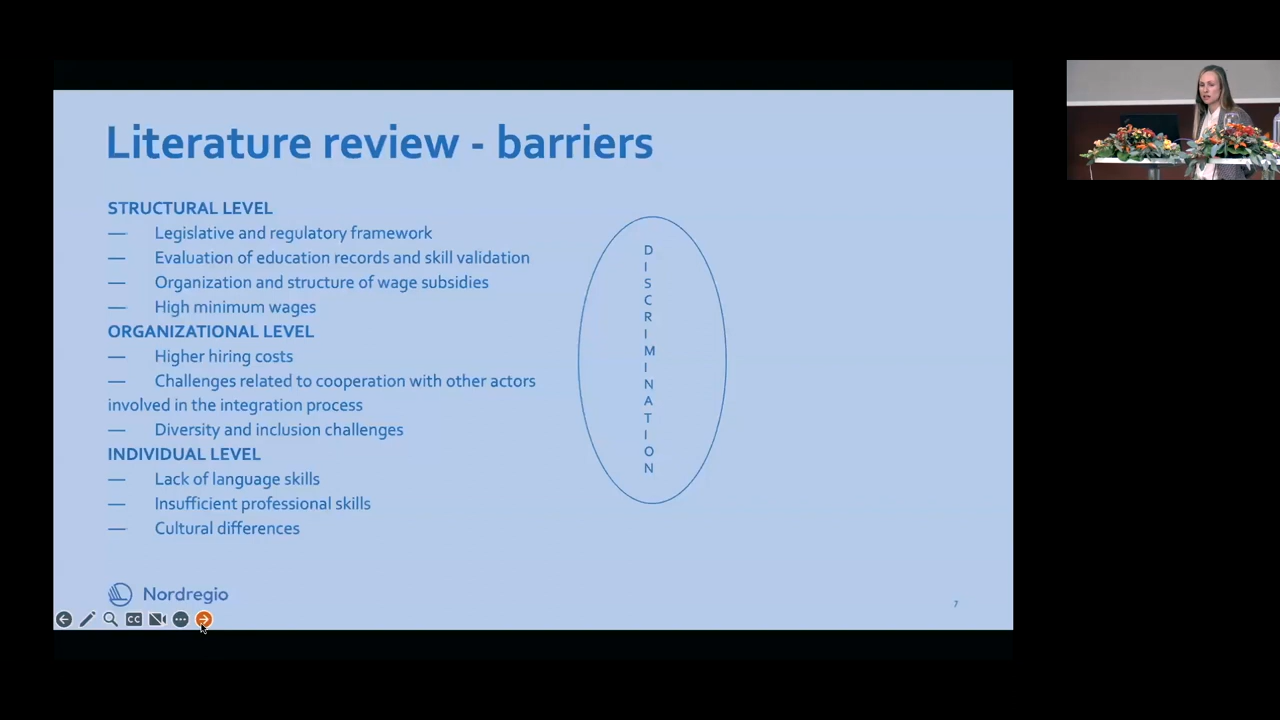 Literature review - barriers
STRUCTURAL LEVEL
— Legislative and regulatory framework
— Evaluation of education records and skill validation
— Organization and structure of wage subsidies
— High minimum wages
ORGANIZATIONAL LEVEL
— Higher hiring costs
— Challenges related to cooperation with other actors
involved in the integration process
— Diversity and inclusion challenges
INDIVIDUAL LEVEL
— Lack of language skills
— Insufficient professional skills
— Cultural differences
DISCRIMINATION
Nordregio
7
CC